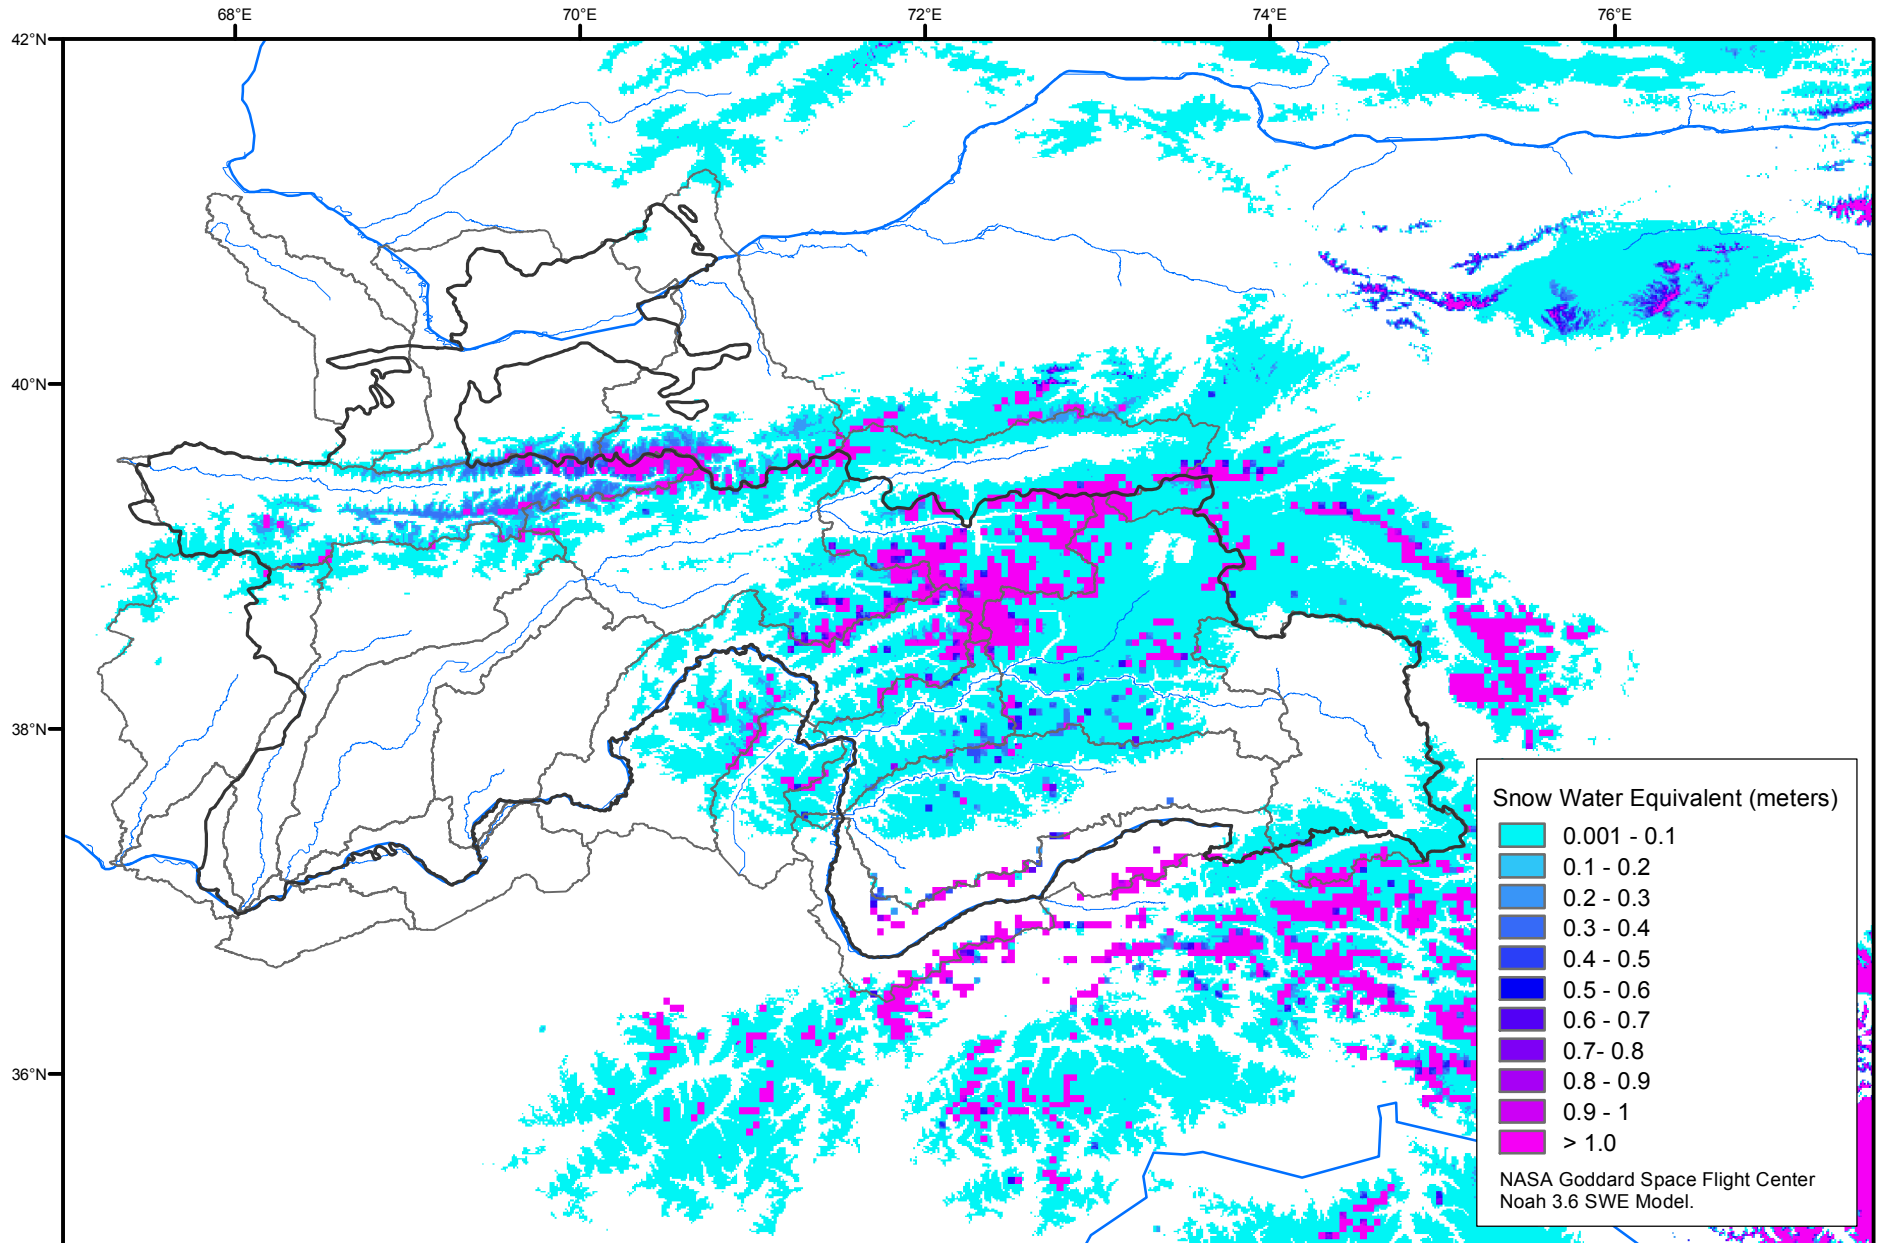 68°E
70°E
72°E
74°E
76°E
42°N
40°N
38°N
36°N
Snow Water Equivalent (meters)
0.001 - 0.1
0.1 - 0.2
0.2 - 0.3
0.3 - 0.4
0.4 - 0.5
0.5 - 0.6
0.6 - 0.7
0.7- 0.8
0.8 - 0.9
0.9 - 1
> 1.0
NASA Goddard Space Flight Center
Noah 3.6 SWE Model.